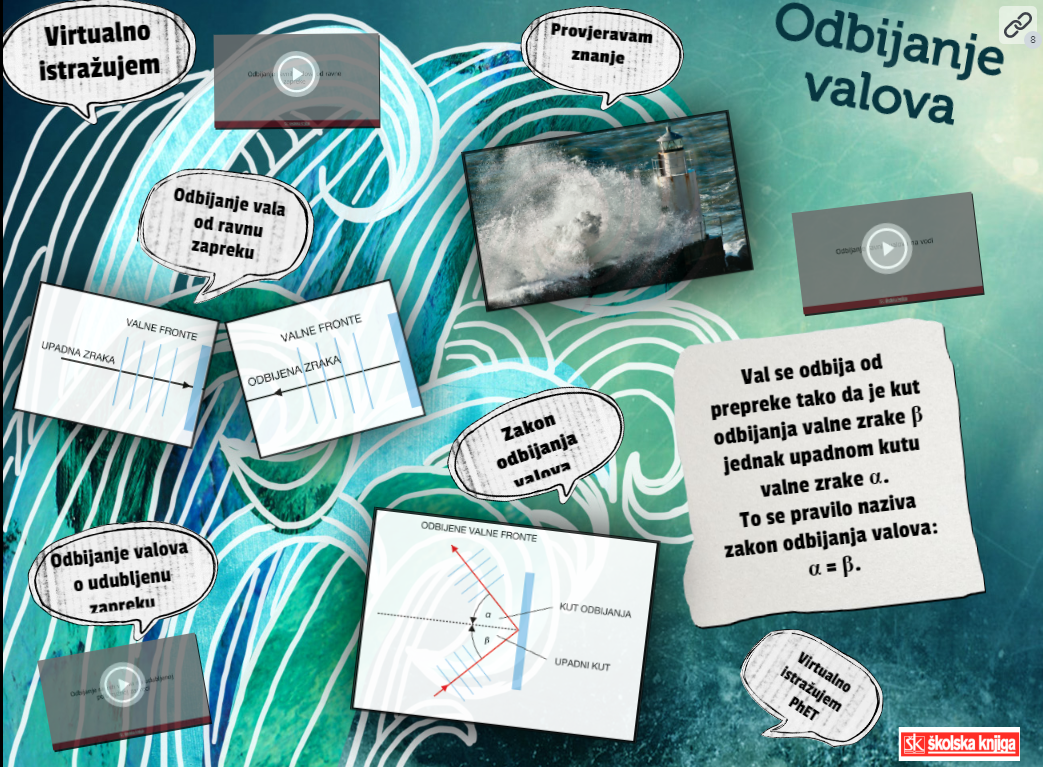 Odbijanje
valova
8
Virtualno
istražujem
Provjeravam
znanje
Odbijanje vala
od ravnu
zapreku
VALNE FRONTE
UPADNA ZRAKA
VALNE FRONTE
ODBIJENA ZRAKA
Zakon
odbijanja
valova
Val se odbija od
prepreke tako da je kut
odbijanja valne zrake β
jednak upadnom kutu
valne zrake α.
To se pravilo naziva
zakon odbijanja valova:
α = β.
Odbijanje valova
o udubljenu
zapreku
ODBIJENE VALNE FRONTE
α
KUT ODBIJANJA
β
UPADNI KUT
Virtualno
istražujem
PhET
SK školska knjiga